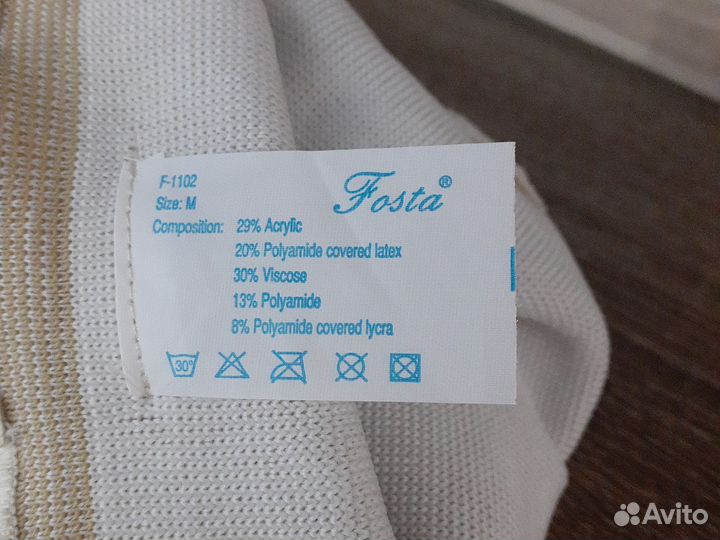 F-1102
Fosta®
Size: M
Composition: 29% Acrylic
20% Polyamide covered latex
30% Viscose
13% Polyamide
8% Polyamide covered lycra
30°
Avito